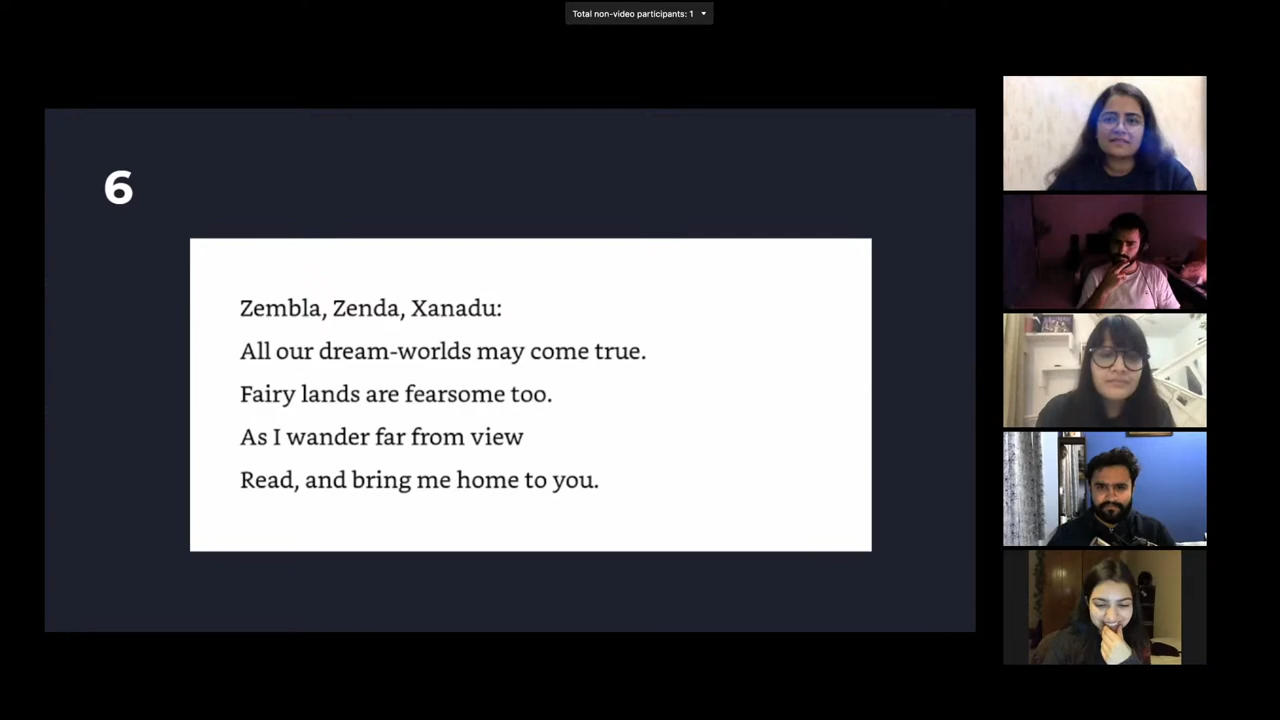 Total non-video participants: 1
6
Zembla, Zenda, Xanadu:
All our dream-worlds may come true.
Fairy lands are fearsome too.
As I wander far from view
Read, and bring me home to you.